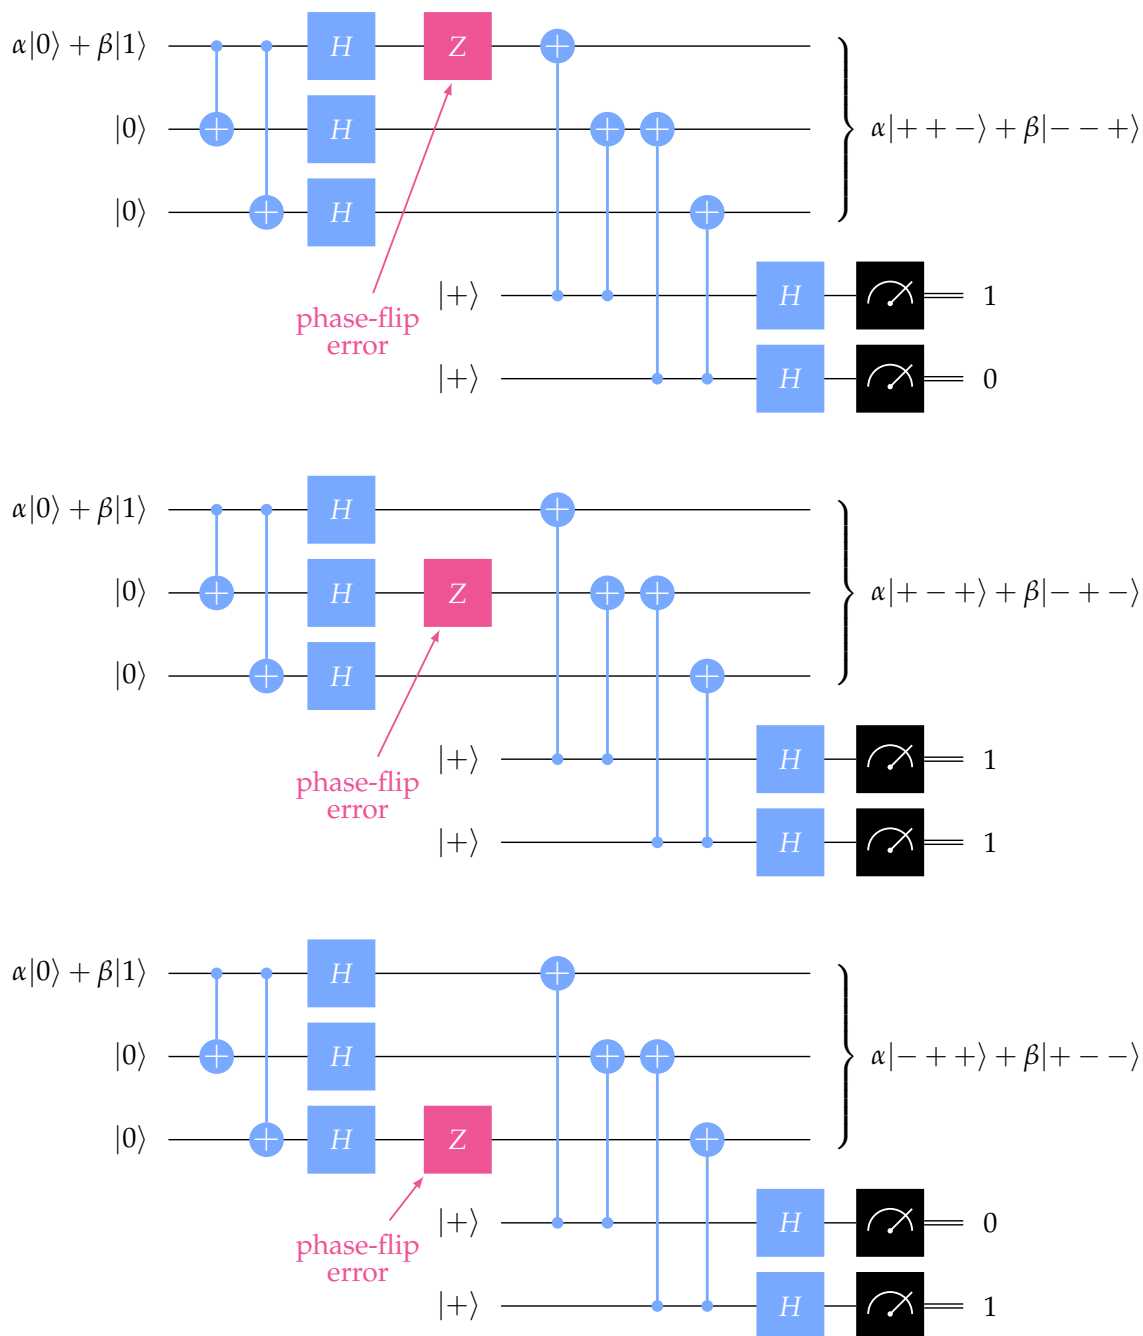 α|0⟩ + β|1⟩ H Z
|0⟩ H α|+ + −⟩ + β|− − +⟩
|0⟩ H
|+⟩ H 1
phase-flip
error
|+⟩ H 0
α|0⟩ + β|1⟩ H
|0⟩ H Z α|+ − +⟩ + β|− + −⟩
|0⟩ H
|+⟩ H 1
phase-flip
error
|+⟩ H 1
α|0⟩ + β|1⟩ H
|0⟩ H α|− + +⟩ + β|+ − −⟩
|0⟩ H Z
|+⟩ H 0
phase-flip
error
|+⟩ H 1